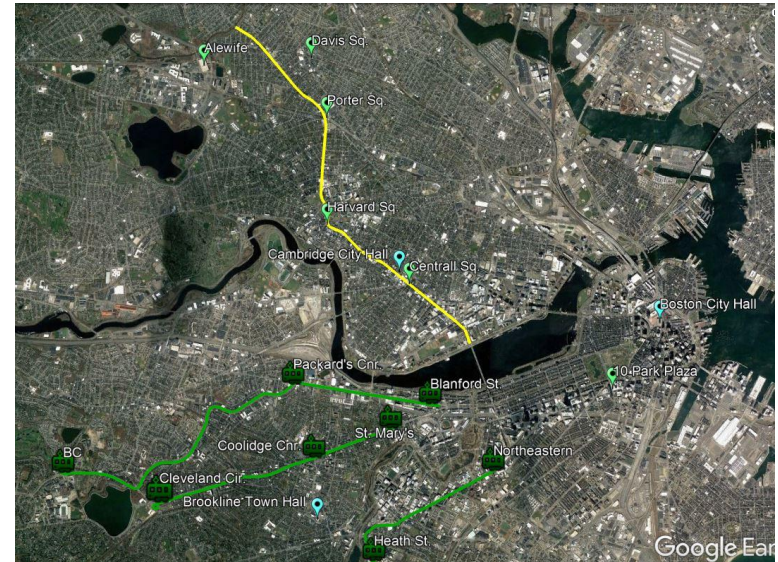 Alewife
Davis Sq.
Porter Sq.
Harvard Sq
Cambridge City Hall
Centrall Sq.
Boston City Hall
Packard's Cnr.
10 Park Plaza
Blanford St.
St. Mary's
Coolidge Cnr.
Northeastern
BC
Cleveland Cir
Brookline Town Hall
Heath St.
Google Ear